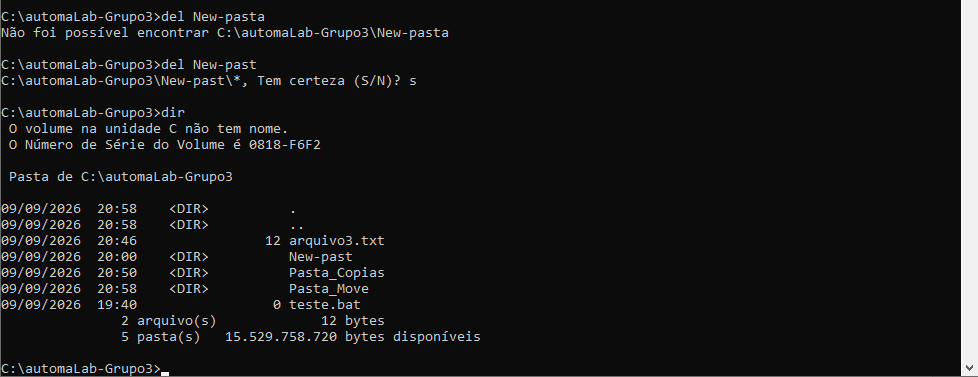 C:\automaLab-Grupo3>del New-pasta
Não foi possível encontrar C:\automaLab-Grupo3\New-pasta
C:\automaLab-Grupo3>del New-past
C:\automaLab-Grupo3\New-past\*, Tem certeza (S/N)? s
C:\automaLab-Grupo3>dir
 O volume na unidade C não tem nome.
 O Número de Série do Volume é 0818-F6F2
 Pasta de C:\automaLab-Grupo3
09/09/2026  20:58    <DIR>          .
09/09/2026  20:58    <DIR>          ..
09/09/2026  20:46                12 arquivo3.txt
09/09/2026  20:00    <DIR>          New-past
09/09/2026  20:50    <DIR>          Pasta_Copias
09/09/2026  20:58    <DIR>          Pasta_Move
09/09/2026  19:40                 0 teste.bat
               2 arquivo(s)             12 bytes
               5 pasta(s)   15.529.758.720 bytes disponíveis
C:\automaLab-Grupo3>